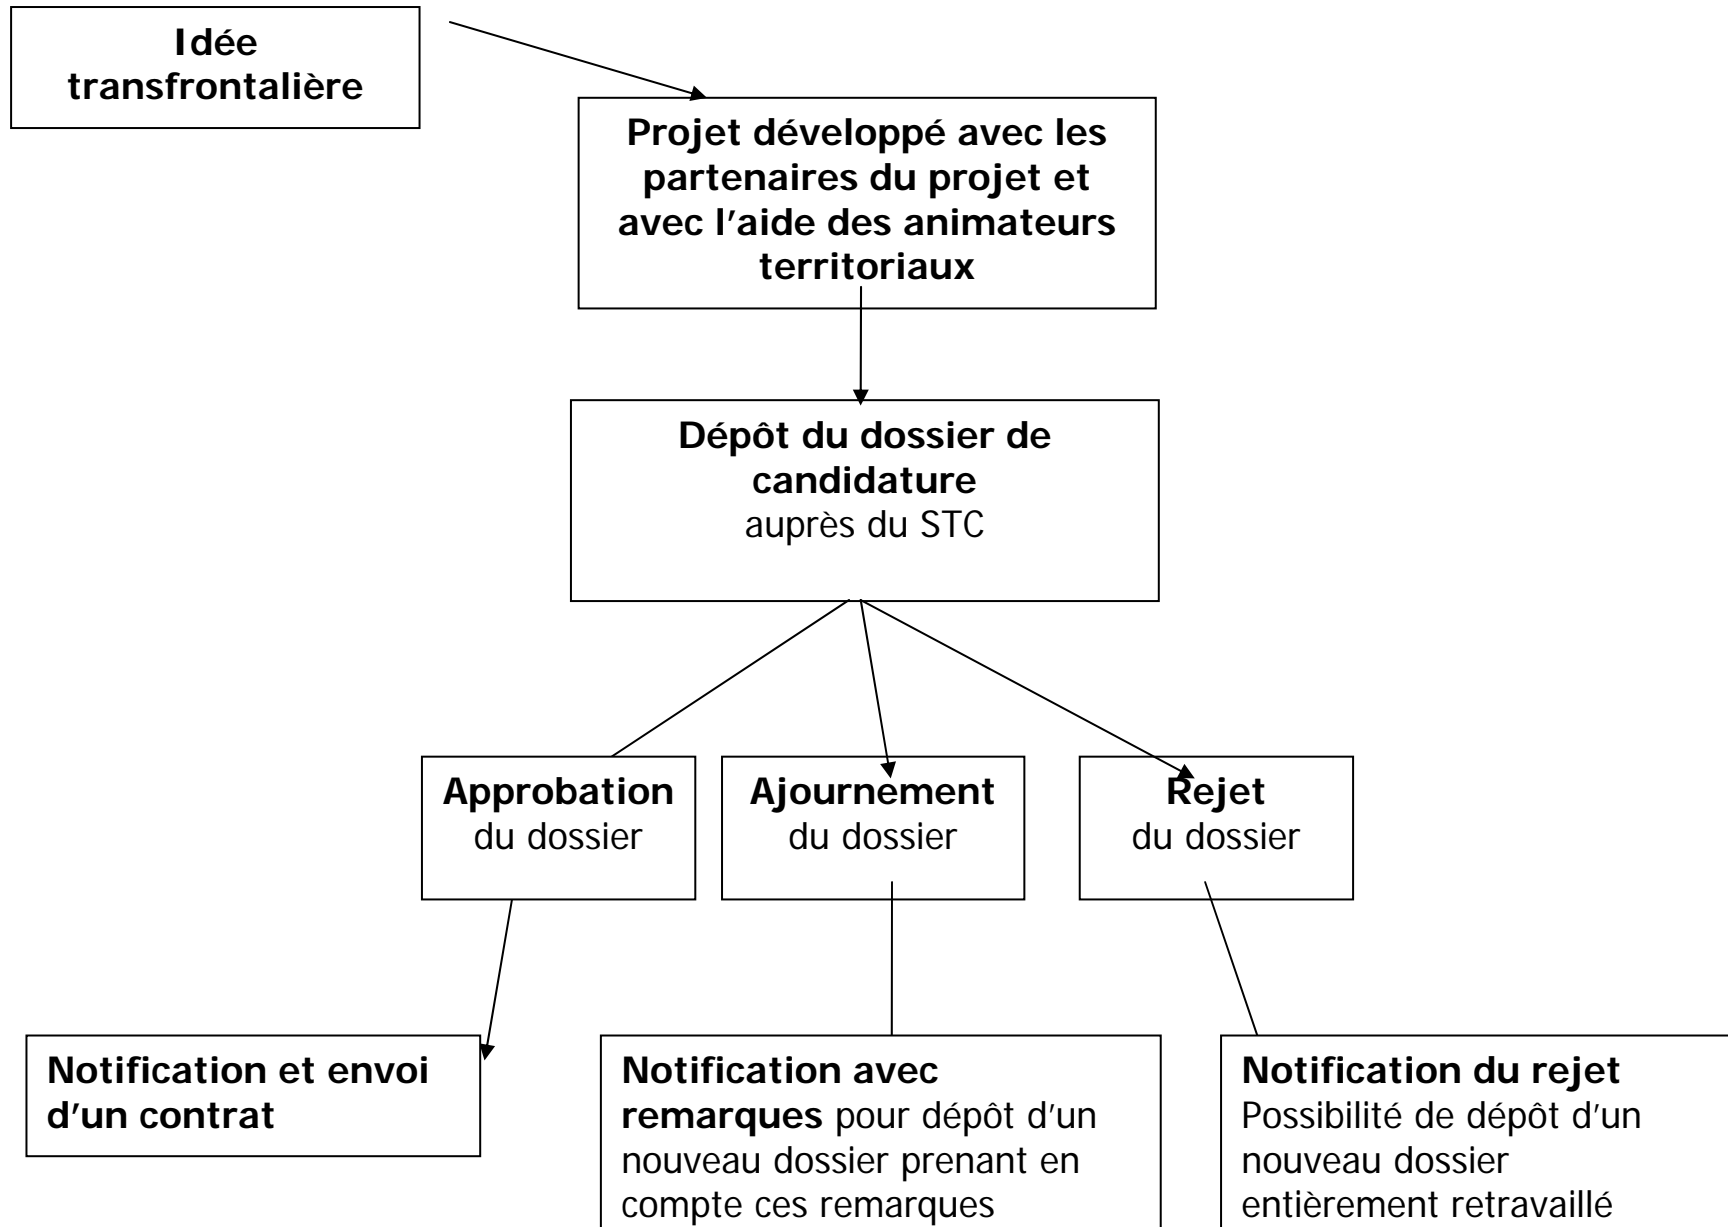 Idée
transfrontalière
Projet développé avec les
partenaires du projet et
avec l'aide des animateurs
territoriaux
Dépôt du dossier de
candidature
auprès du STC
Approbation
du dossier
Ajournement
du dossier
Rejet
du dossier
Notification et envoi
d'un contrat
Notification avec
remarques pour dépôt d'un
nouveau dossier prenant en
compte ces remarques
Notification du rejet
Possibilité de dépôt d'un
nouveau dossier
entièrement retravaillé